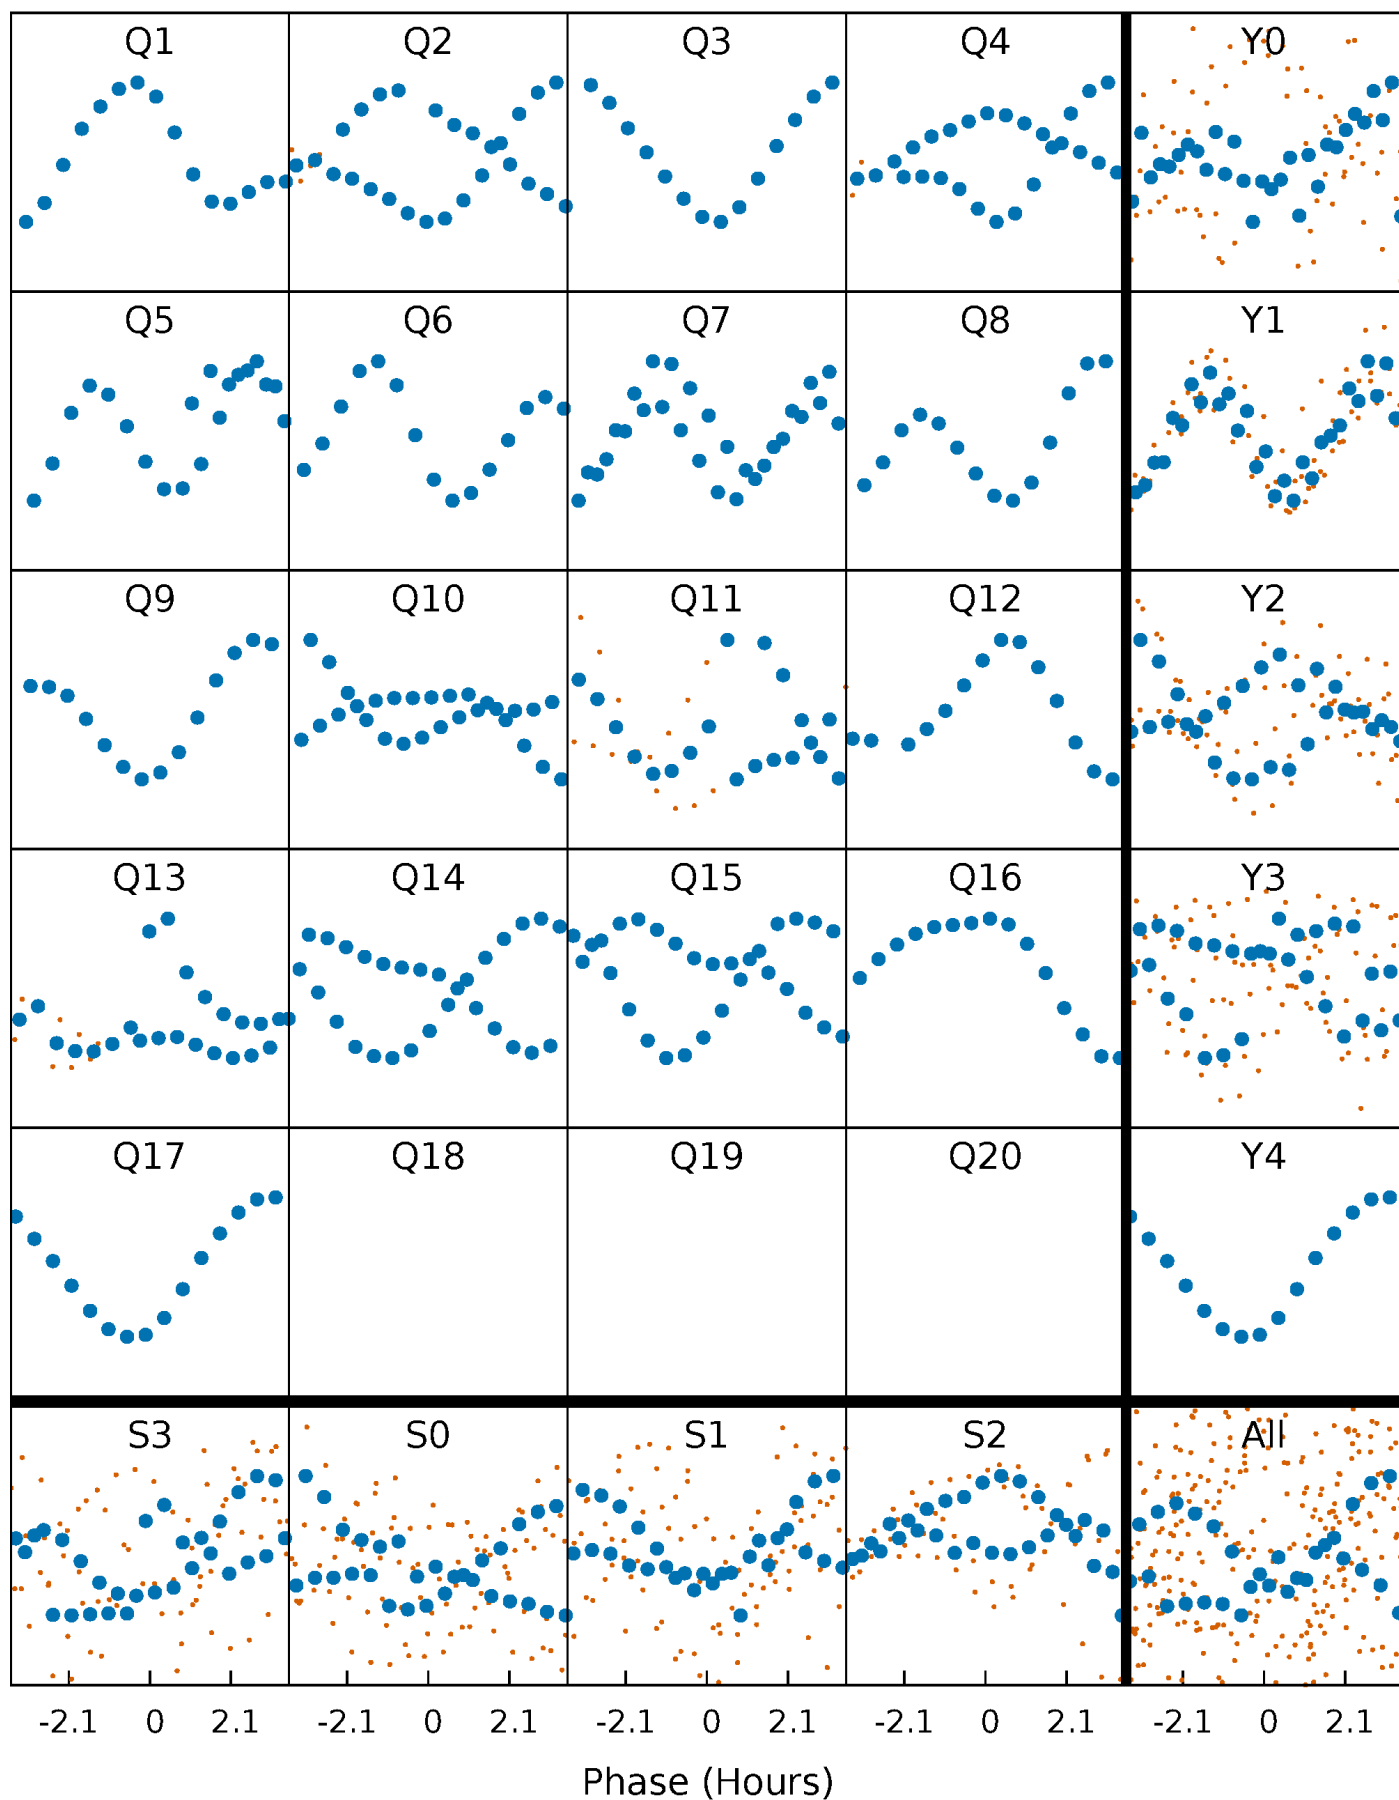 Q1 Q2 Q3 Q4 Y0
Q5 Q6 Q7 Q8 Y1
Q9 Q10 Q11 Q12 Y2
Q13 Q14 Q15 Q16 Y3
Q17 Q18 Q19 Q20 Y4
S3 S0 S1 S2 All
-2.1 0 2.1 -2.1 0 2.1 -2.1 0 2.1 -2.1 0 2.1 -2.1 0 2.1
Phase (Hours)